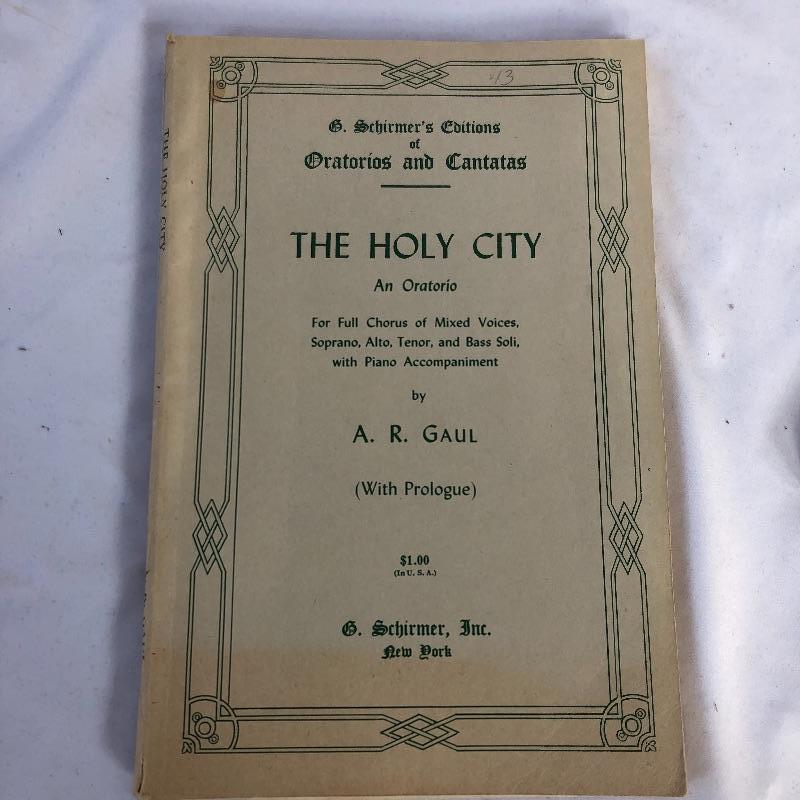 43
G. Schirmer's Editions
of
Oratorios and Cantatas
THE HOLY CITY
An Oratorio
For Full Chorus of Mixed Voices,
Soprano, Alto, Tenor, and Bass Soli,
with Piano Accompaniment
by
A. R. GAUL
(With Prologue)
$1.00
(In U. S. A.)
G. Schirmer, Inc.
New York
THE HOLY CITY
GAUL